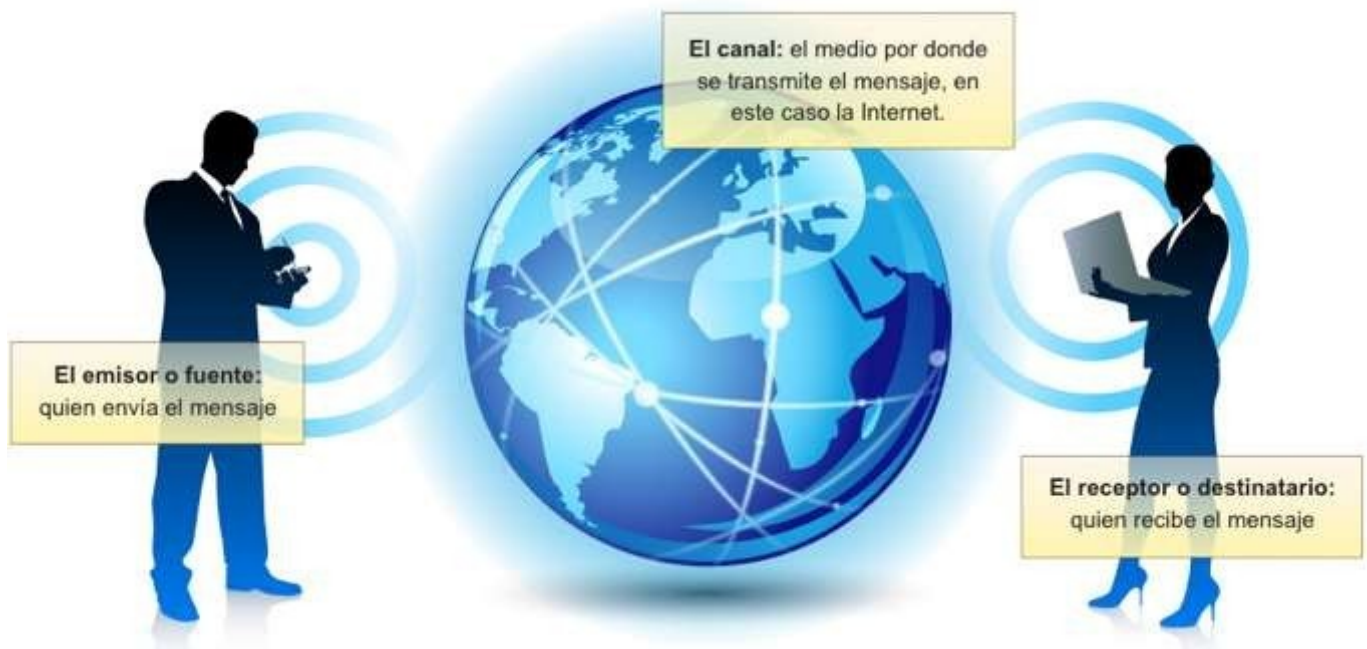 El canal: el medio por donde
se transmite el mensaje, en
este caso la Internet.
El emisor o fuente:
quien envía el mensaje
El receptor o destinatario:
quien recibe el mensaje